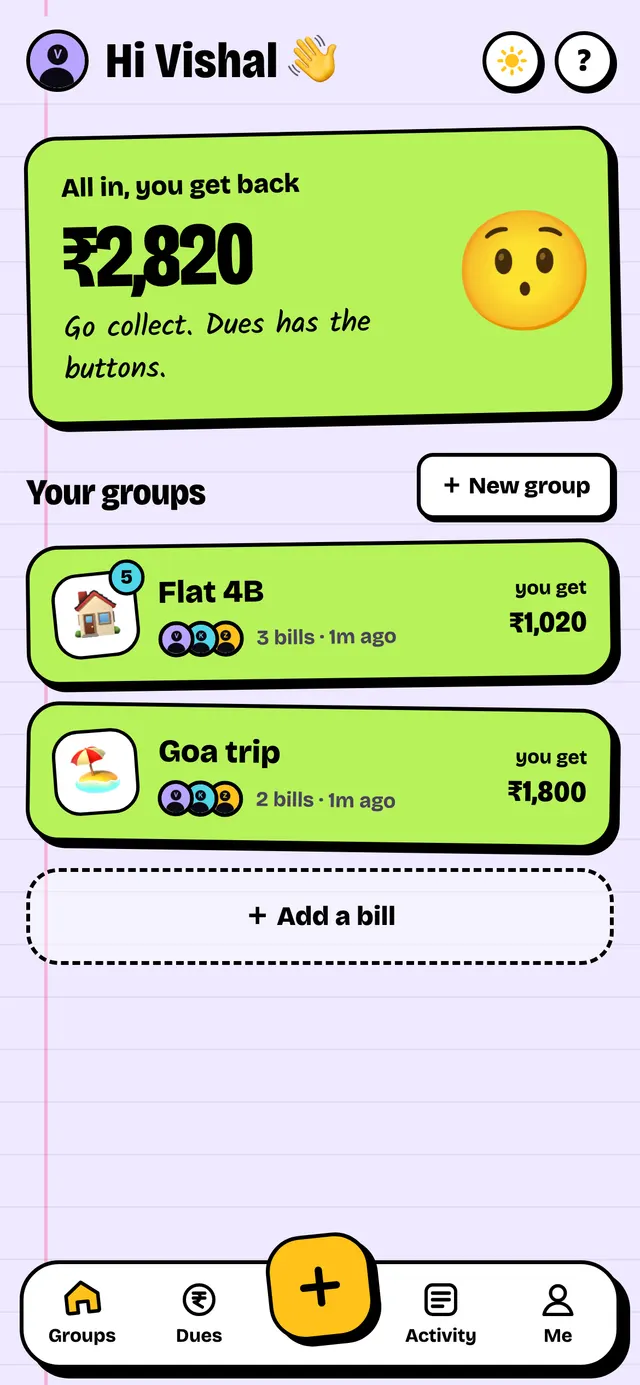 V
Hi Vishal 👋
?
All in, you get back
₹2,820
Go collect. Dues has the
buttons.
Your groups
+ New group
5
Flat 4B
you get
V K Z
3 bills · 1m ago
₹1,020
Goa trip
you get
V K Z
2 bills · 1m ago
₹1,800
+ Add a bill
+
Groups
₹
Dues
Activity
Me